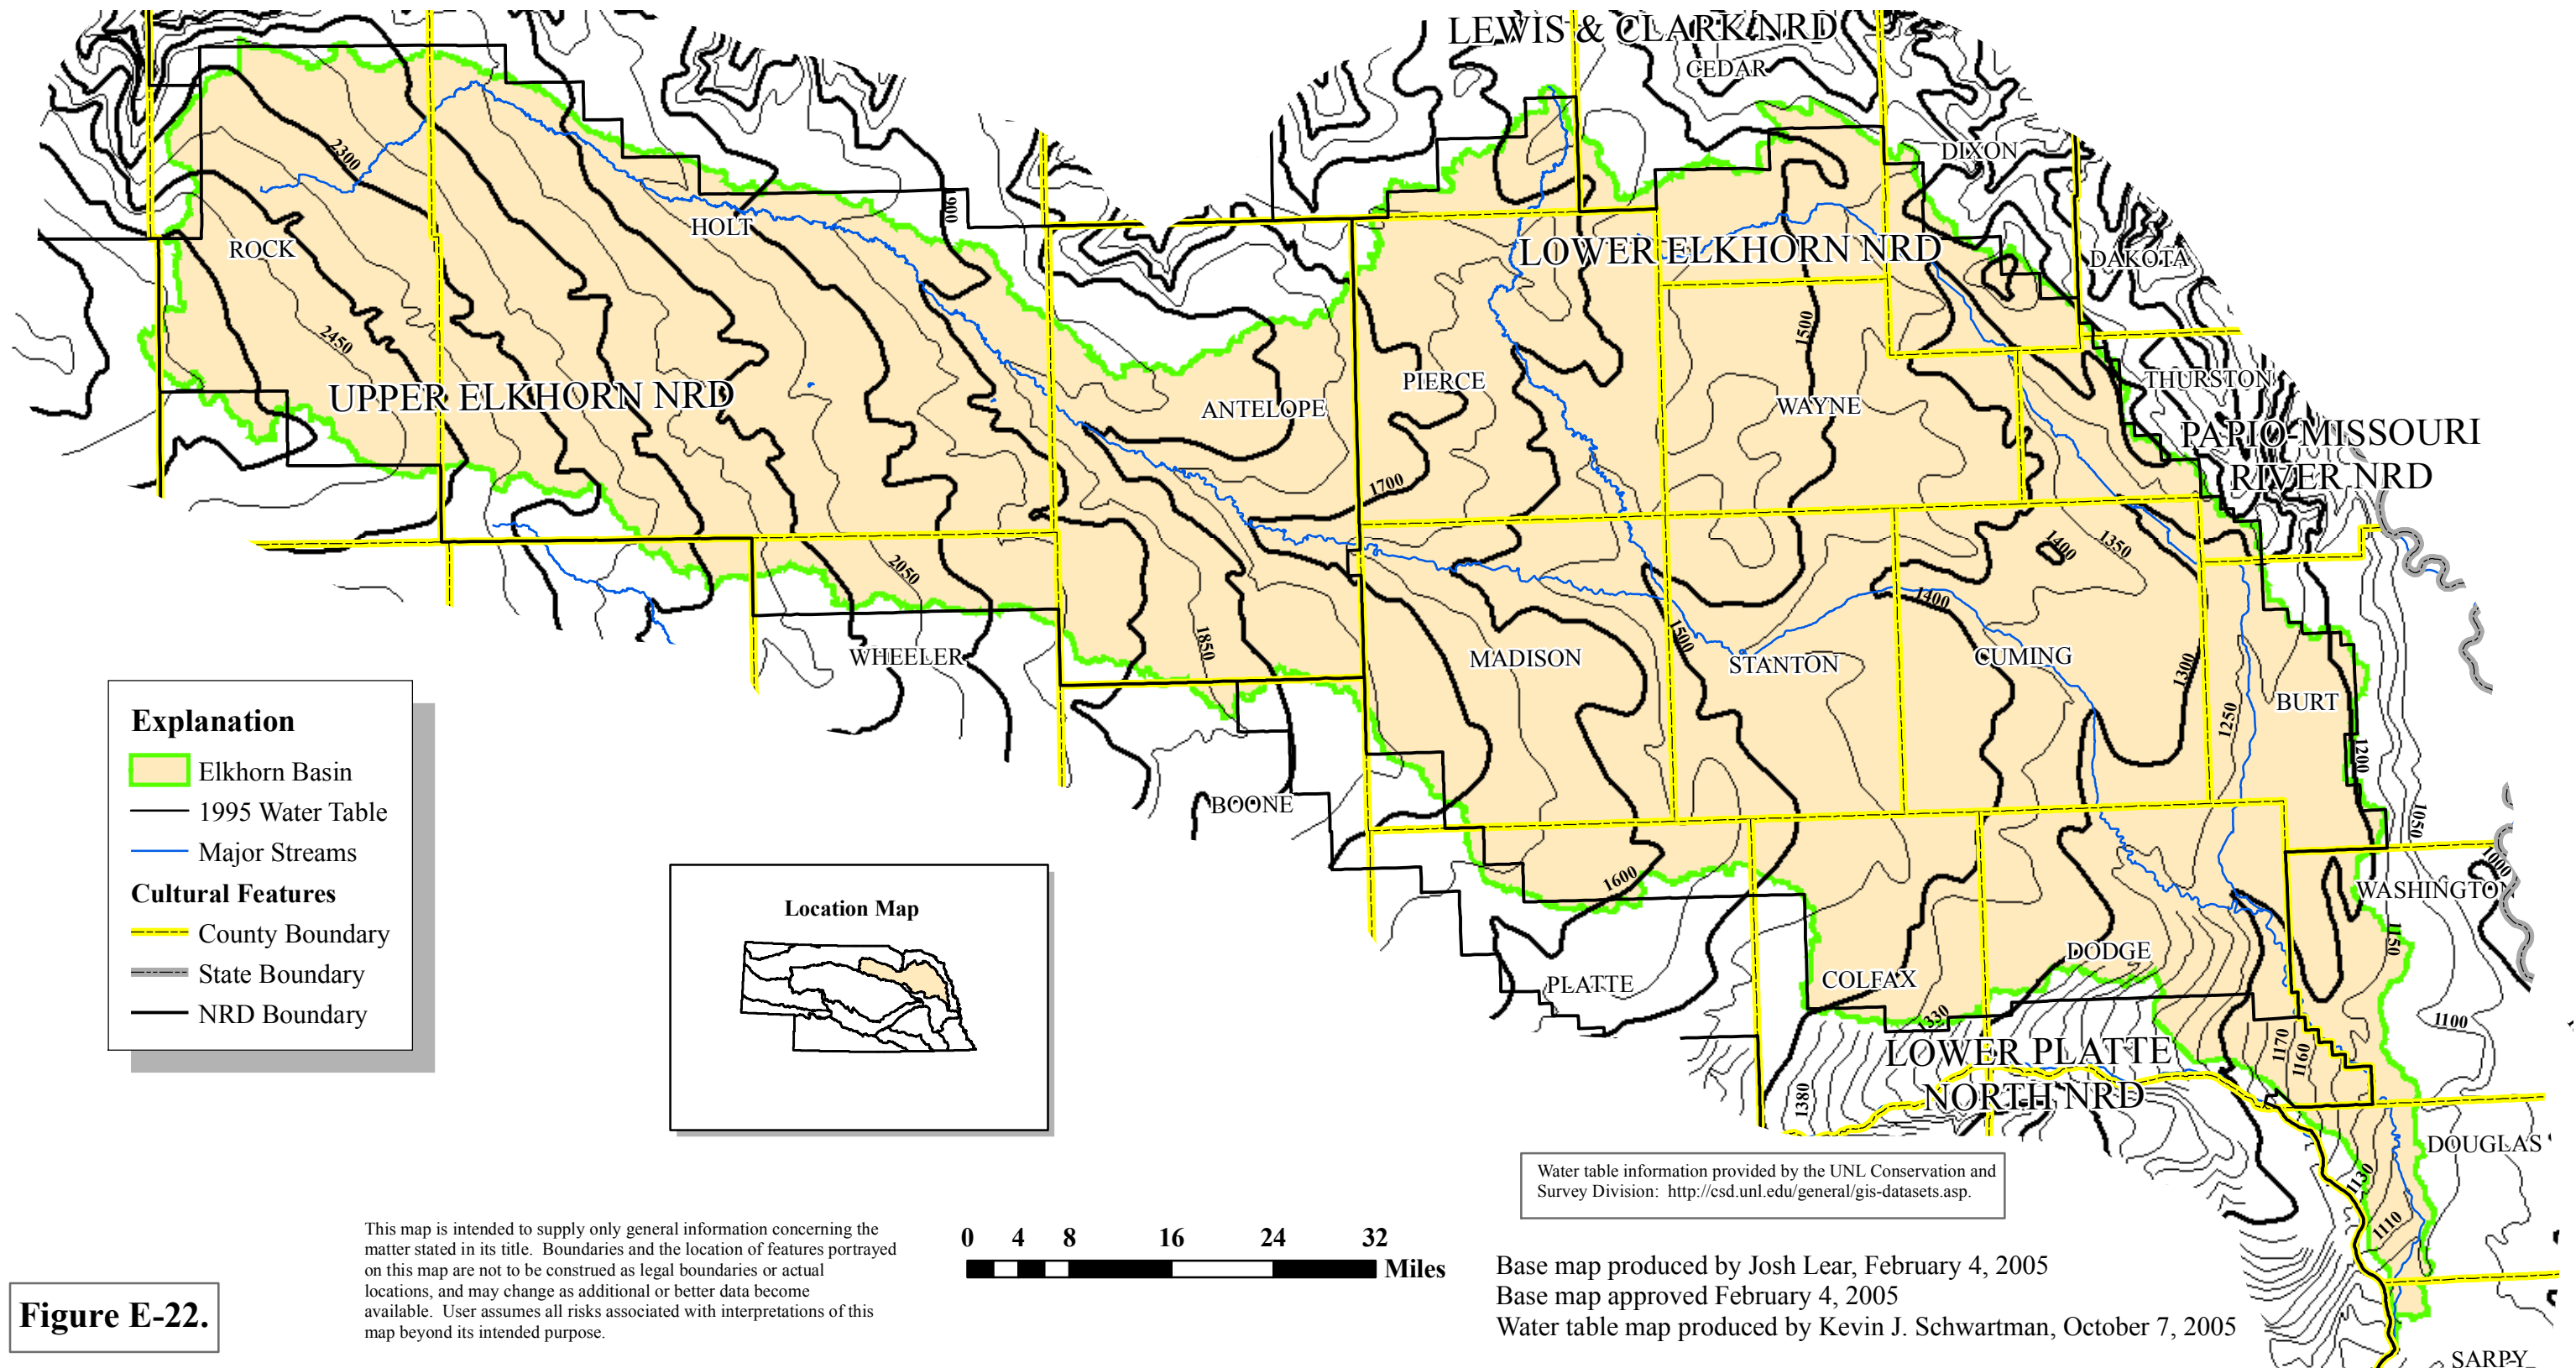 LEWIS & CLARK NRD
CEDAR
DIXON
2300
HOLT
1900
ROCK
LOWER ELKHORN NRD
DAKOTA
2450
1500
UPPER ELKHORN NRD
PIERCE
ANTELOPE
WAYNE
THURSTON
PAPIO-MISSOURI
RIVER NRD
1700
1400
1350
2050
1400
1850
1500
MADISON
STANTON
CUMING
1300
WHEELER
BURT
1250
1200
BOONE
1050
1000
1600
WASHINGTON
1150
DODGE
COLFAX
PLATTE
1330
1100
LOWER PLATTE
NORTH NRD
1170
1160
1380
DOUGLAS
1130
1110
SARPY
Explanation
Elkhorn Basin
1995 Water Table
Major Streams
Cultural Features
County Boundary
State Boundary
NRD Boundary
Location Map
Water table information provided by the UNL Conservation and
Survey Division: http://csd.unl.edu/general/gis-datasets.asp.
This map is intended to supply only general information concerning the
matter stated in its title. Boundaries and the location of features portrayed
on this map are not to be construed as legal boundaries or actual
locations, and may change as additional or better data become
available. User assumes all risks associated with interpretations of this
map beyond its intended purpose.
0 4 8 16 24 32
Miles
Base map produced by Josh Lear, February 4, 2005
Base map approved February 4, 2005
Water table map produced by Kevin J. Schwartman, October 7, 2005
Figure E-22.